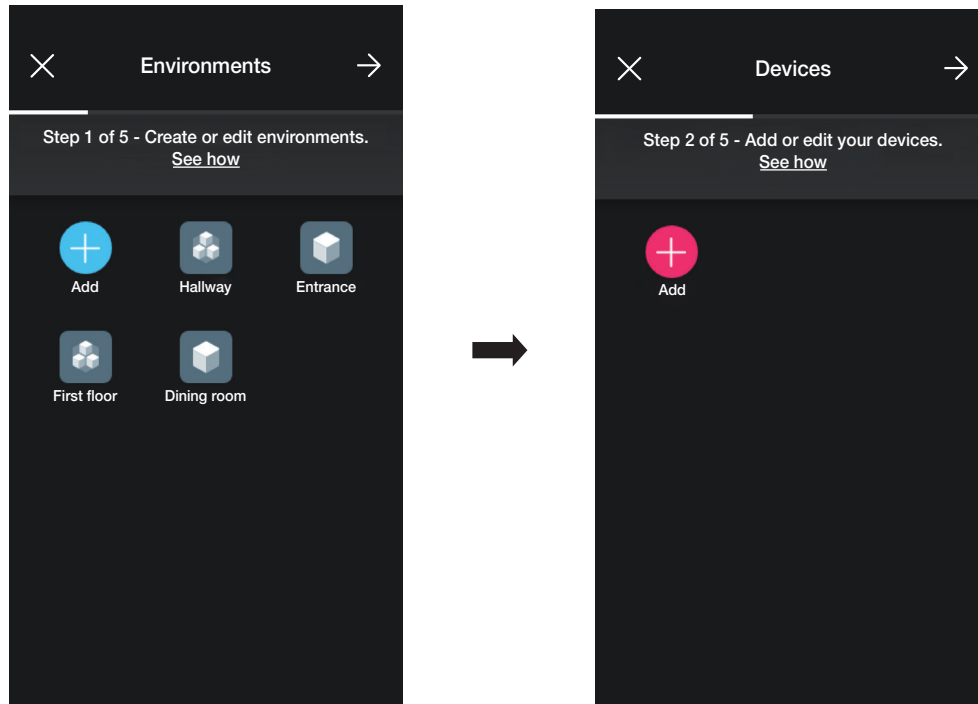 Environments
Step 1 of 5 - Create or edit environments.
See how
Add
Hallway
Entrance
First floor
Dining room
Devices
Step 2 of 5 - Add or edit your devices.
See how
Add